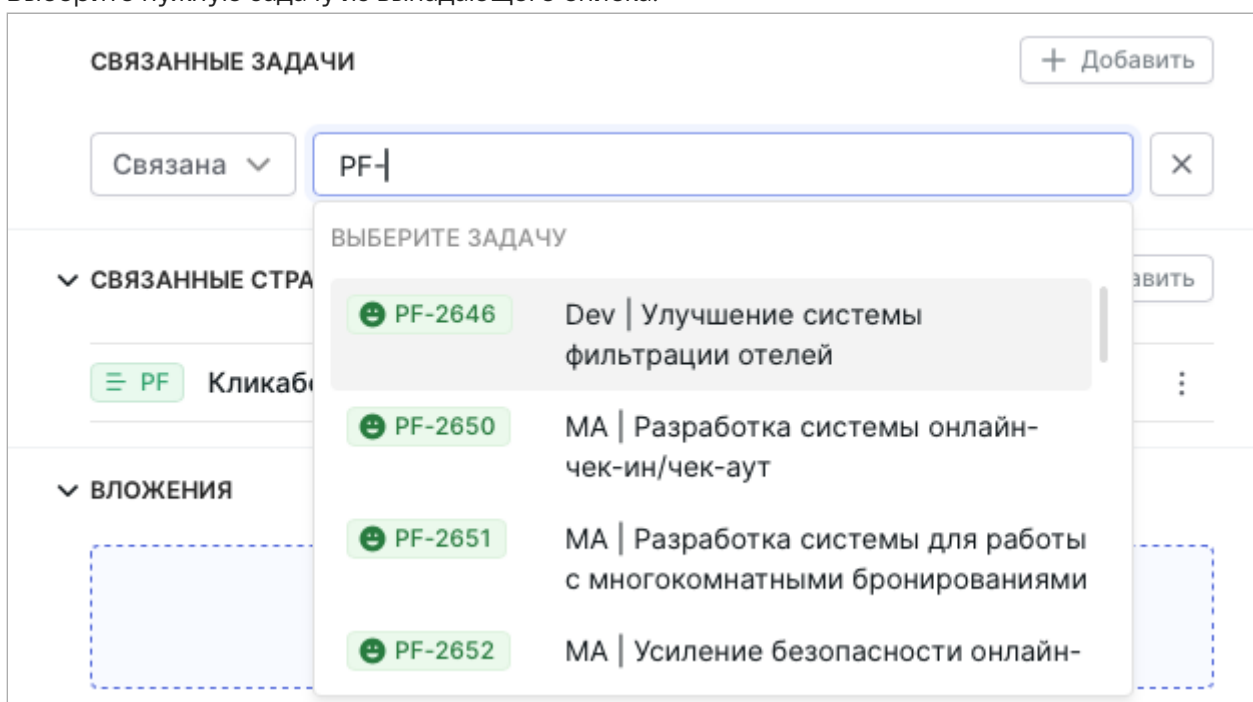 СВЯЗАННЫЕ ЗАДАЧИ
+ Добавить
Связана
PF-
ВЫБЕРИТЕ ЗАДАЧУ
СВЯЗАННЫЕ СТРА
авить
PF-2646 Dev | Улучшение системы
фильтрации отелей
PF Кликаб
PF-2650 MA | Разработка системы онлайн-
чек-ин/чек-аут
ВЛОЖЕНИЯ
PF-2651 MA | Разработка системы для работы
с многокомнатными бронированиями
PF-2652 MA | Усиление безопасности онлайн-